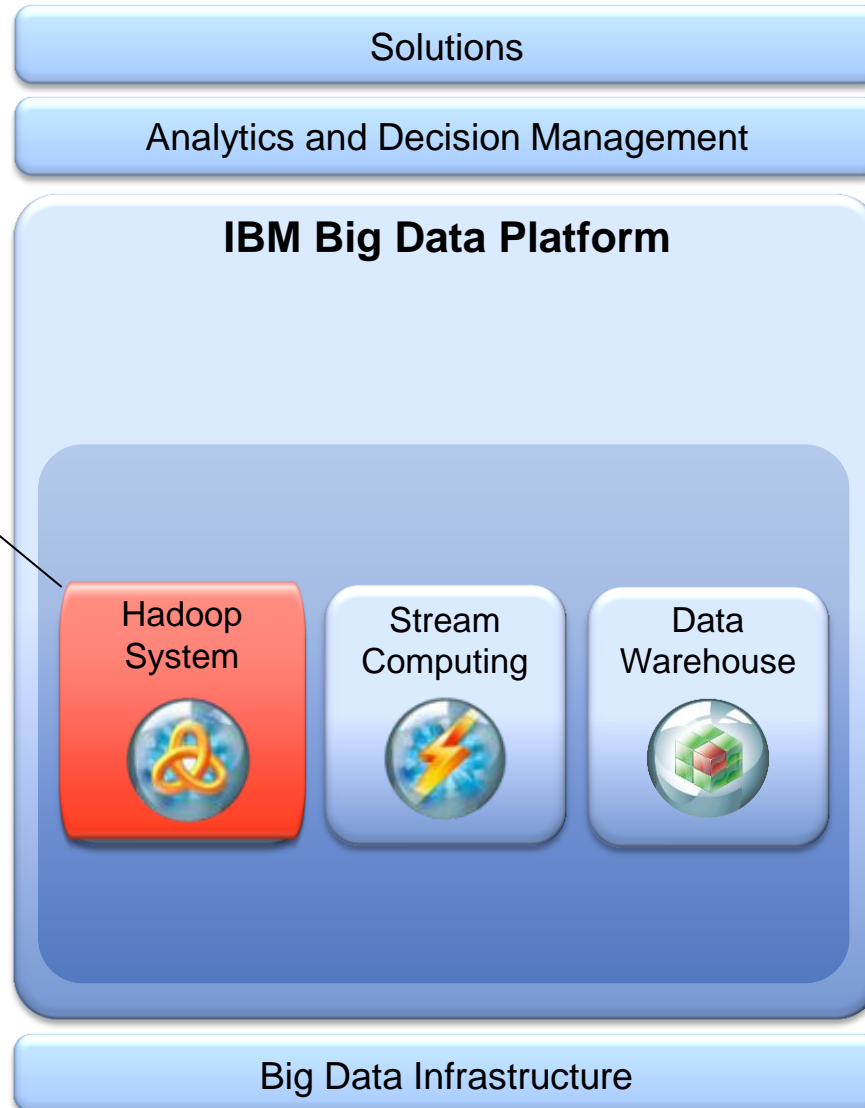 Solutions
Analytics and Decision Management
IBM Big Data Platform
Hadoop
System
Stream
Computing
Data
Warehouse
Big Data Infrastructure